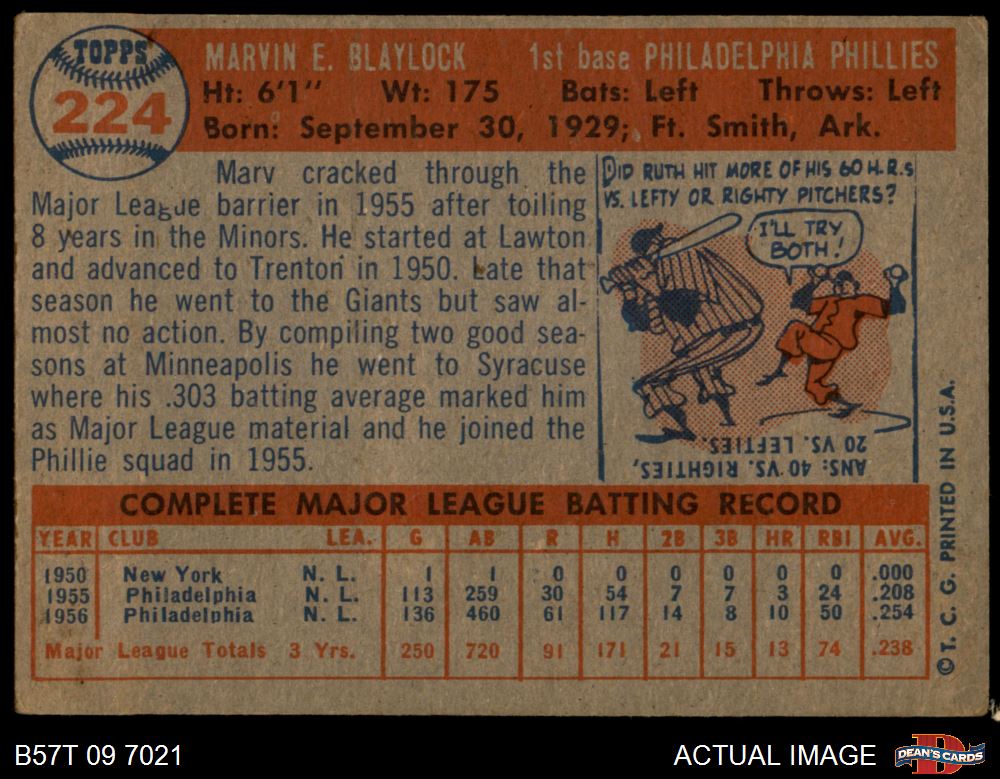 TOPPS
224
MARVIN E. BLAYLOCK 1st base PHILADELPHIA PHILLIES
Ht: 6'1" Wt: 175 Bats: Left Throws: Left
Born: September 30, 1929; Ft. Smith, Ark.
Marv cracked through the
Major League barrier in 1955 after toiling
8 years in the Minors. He started at Lawton
and advanced to Trenton in 1950. Late that
season he went to the Giants but saw al-
most no action. By compiling two good sea-
sons at Minneapolis he went to Syracuse
where his .303 batting average marked him
as Major League material and he joined the
Phillie squad in 1955.
DID RUTH HIT MORE OF HIS 60 H.R.s
VS. LEFTY OR RIGHTY PITCHERS?
I'LL TRY
BOTH!
ANS: 40 VS. RIGHTIES,
20 VS. LEFTIES.
COMPLETE MAJOR LEAGUE BATTING RECORD
YEAR CLUB LEA. G AB R H 2B 3B HR RBI AVG.
1950 New York N. L. 1 1 0 0 0 0 0 0 .000
1955 Philadelphia N. L. 113 259 30 54 7 7 3 24 .208
1956 Philadelphia N. L. 136 460 61 117 14 8 10 50 .254
Major League Totals 3 Yrs. 250 720 91 171 21 15 13 74 .238
©T. C. G. PRINTED IN U.S.A.
B57T 09 7021 ACTUAL IMAGE
D
DEAN'S CARDS